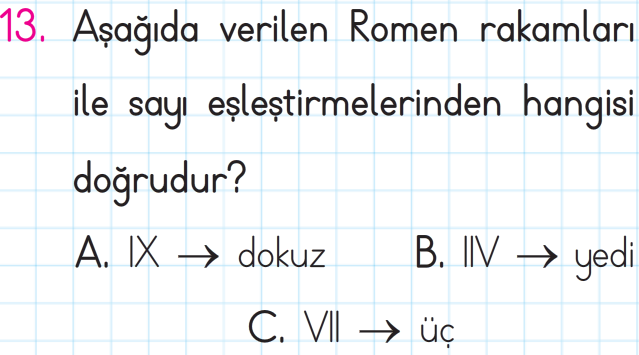 13. Aşağıda verilen Romen rakamları
ile sayı eşleştirmelerinden hangisi
doğrudur?
A. IX → dokuz B. IIV → yedi
C. VII → üç